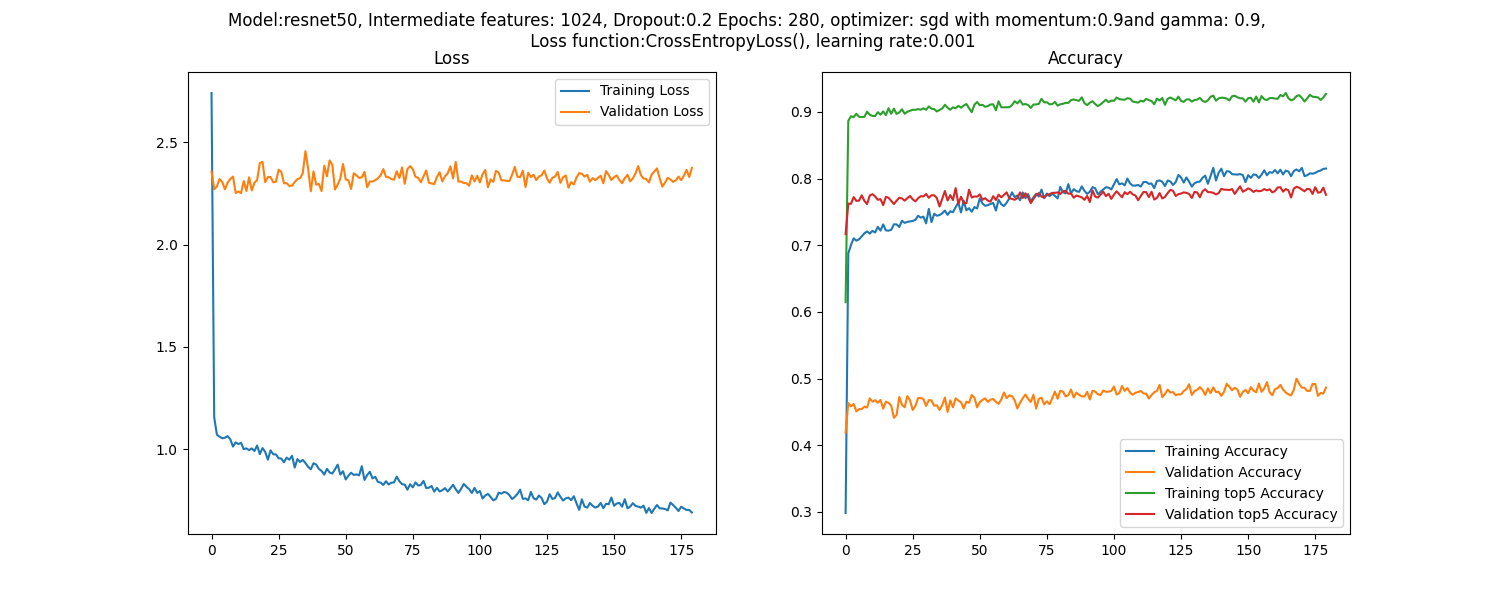 Model:resnet50, Intermediate features: 1024, Dropout:0.2 Epochs: 280, optimizer: sgd with momentum:0.9and gamma: 0.9,
Loss function:CrossEntropyLoss(), learning rate:0.001
Loss
Training Loss
Validation Loss
2.5
2.0
1.5
1.0
0 25 50 75 100 125 150 175
Accuracy
0.9
0.8
0.7
0.6
0.5
0.4
0.3
Training Accuracy
Validation Accuracy
Training top5 Accuracy
Validation top5 Accuracy
0 25 50 75 100 125 150 175